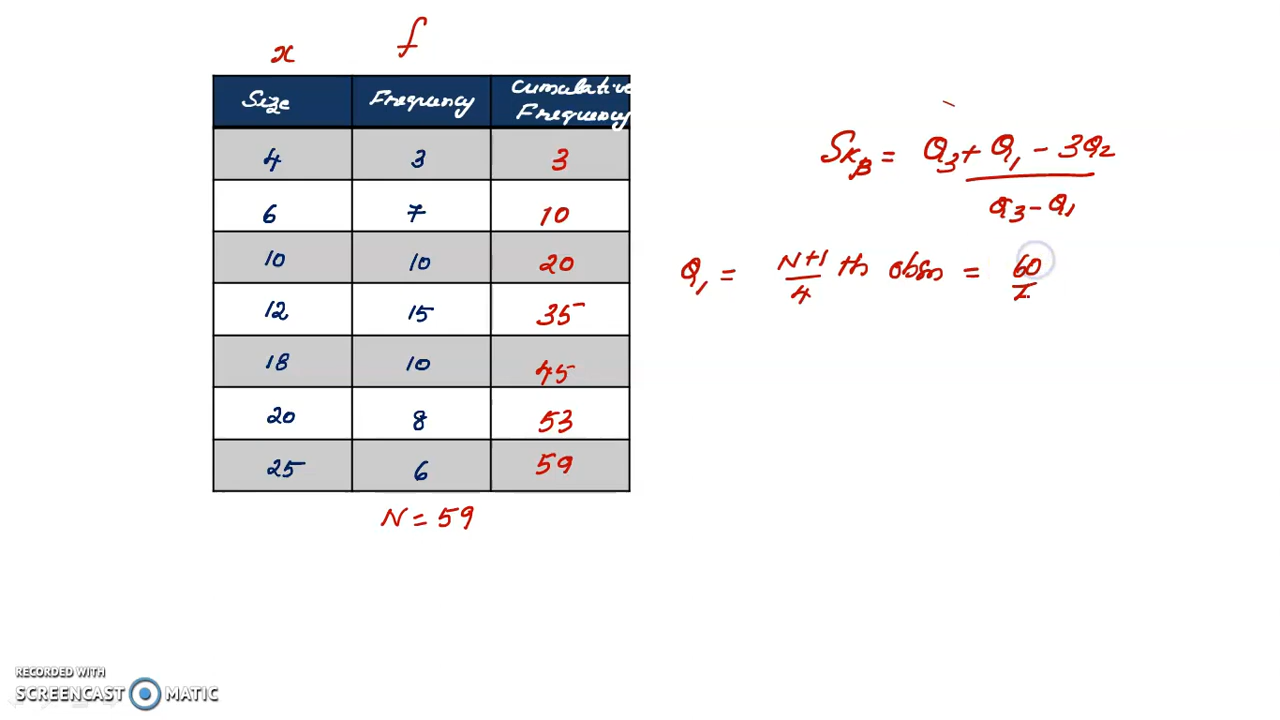 x f
Size Frequency Cumulative Frequency
4 3 3
6 7 10
10 10 20
12 15 35
18 10 45
20 8 53
25 6 59
N = 59
SKβ = Q3 + Q1 - 3Q2
Q3 - Q1
Q1 = N+1 th obsn = 60
4
RECORDED WITH
SCREENCAST MATIC